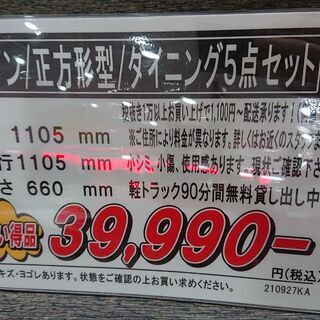 ン/正方形型/ダイニング5点セット
税抜き1万以上お買い上げで1,100円〜配送承ります!
1105 mm ※ご住所により料金が異なります。詳しくはお近くのスタッフま
行1105 mm 小シミ、小傷、使用感あります。現状ご確認下さ
さ 660 mm 軽トラック90分間無料貸し出し中
い得品 39,990-
円(税込)
キズ・ヨゴレあります。状態をご確認の上お買い求めください。 210927KA